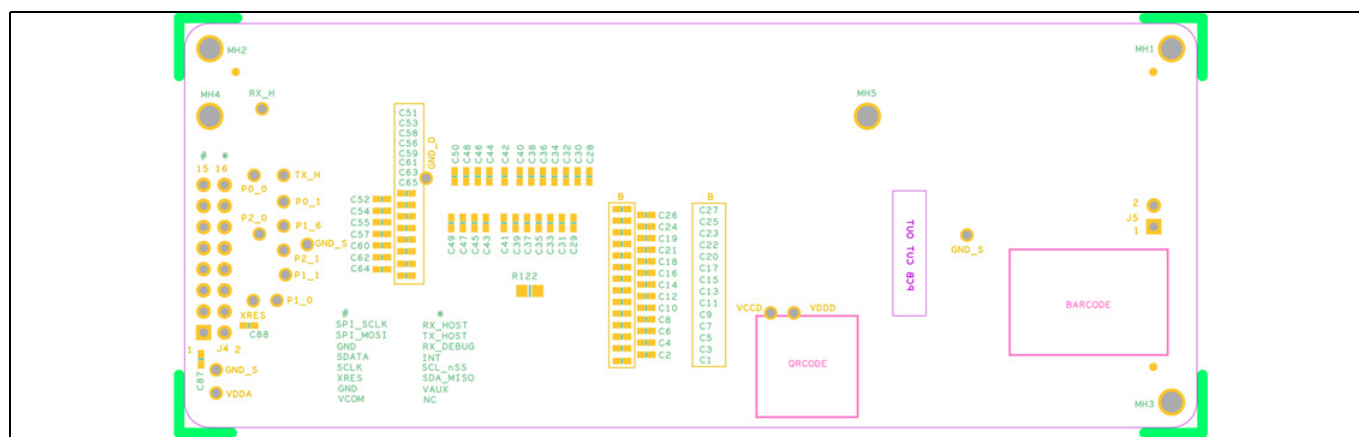 MH2
MH1
MH4
RX_H
MH5
C51
C53
C58
C56
C59
C61
C63
C65
GND_D
C50
C48
C46
C44
C42
C40
C38
C36
C34
C32
C30
C28
# *
15 16
P0_0
TX_H
P0_1
P2_0
P1_6
GND_S
P2_1
P1_1
P1_0
XRES
C88
1 J4 2
C87
GND_S
VDDA
C52
C54
C55
C57
C60
C62
C64
C49
C47
C45
C43
C41
C39
C37
C35
C33
C31
C29
R122
# *
SPI_SCLK RX_HOST
SPI_MOSI TX_HOST
GND RX_DEBUG
SDATA INT
SCLK SCL_nSS
XRES SDA_MISO
GND VAUX
VCOM NC
B
C26
C24
C19
C21
C18
C16
C14
C12
C10
C8
C6
C4
C2
B
C27
C25
C23
C22
C20
C17
C15
C13
C11
C9
C7
C5
C3
C1
VCCD
VDDD
QRCODE
PCB CUT OUT
GND_S
2
J5
1
BARCODE
MH3